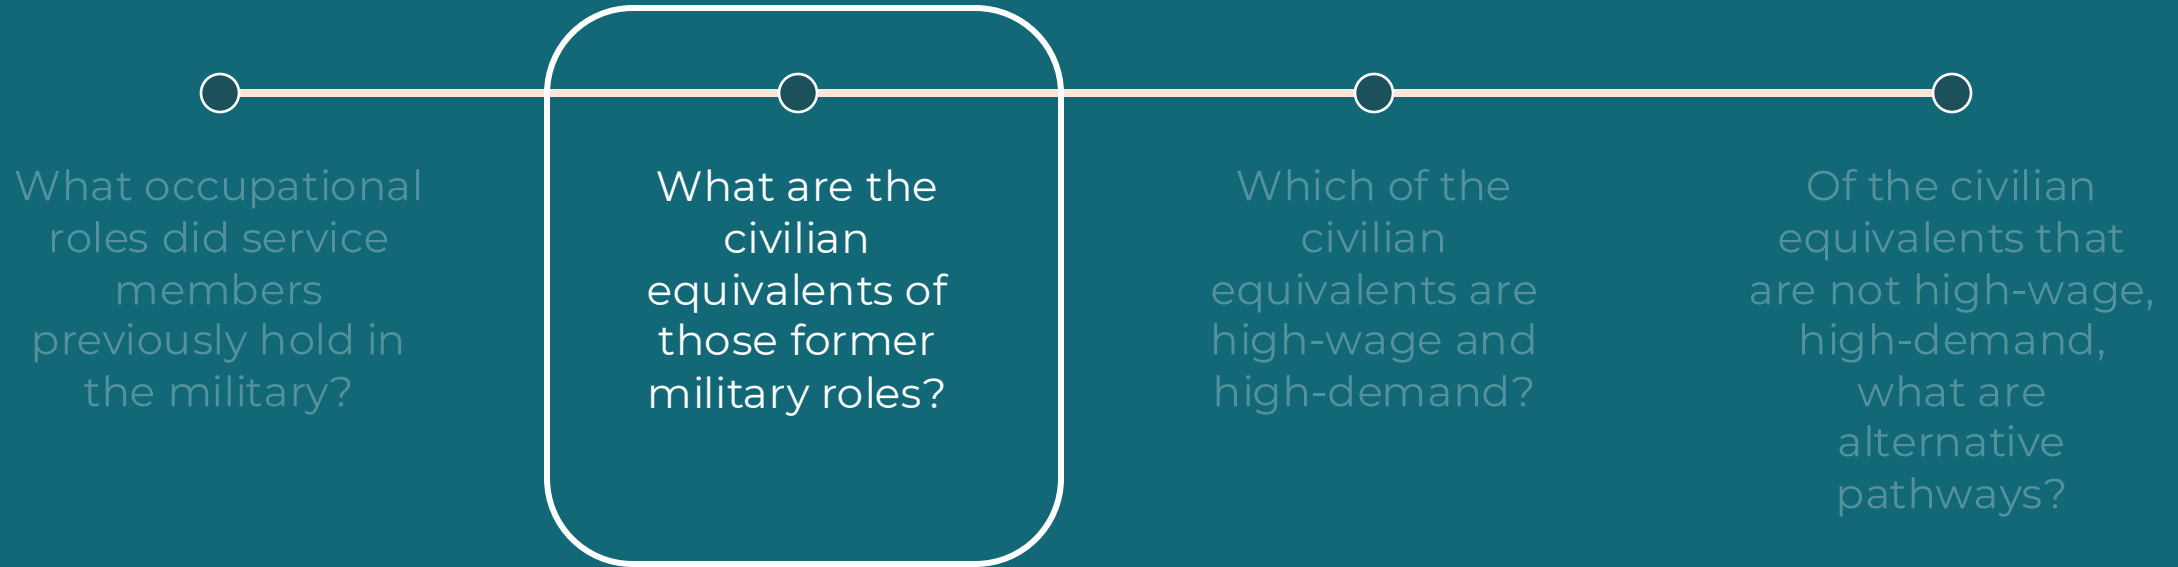 What occupational
roles did service
members
previously hold in
the military?
What are the
civilian
equivalents of
those former
military roles?
Which of the
civilian
equivalents are
high-wage and
high-demand?
Of the civilian
equivalents that
are not high-wage,
high-demand,
what are
alternative
pathways?